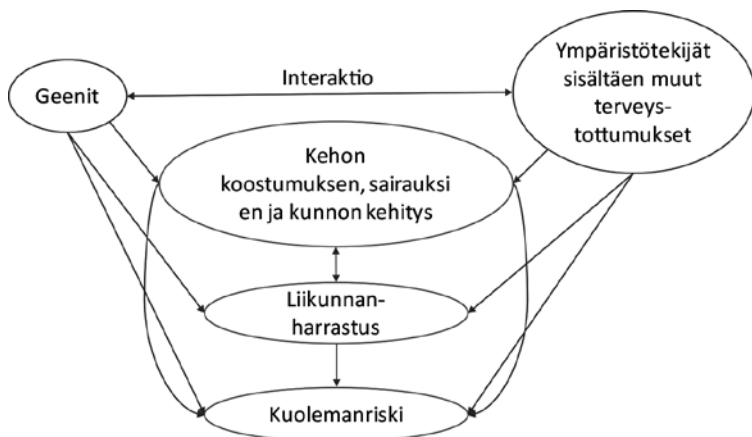 Geenit
Interaktio
Ympäristötekijät
sisältäen muut
terveys-
tottumukset
Kehon
koostumuksen, sairauksi
en ja kunnon kehitys
Liikunnan-
harrastus
Kuolemanriski